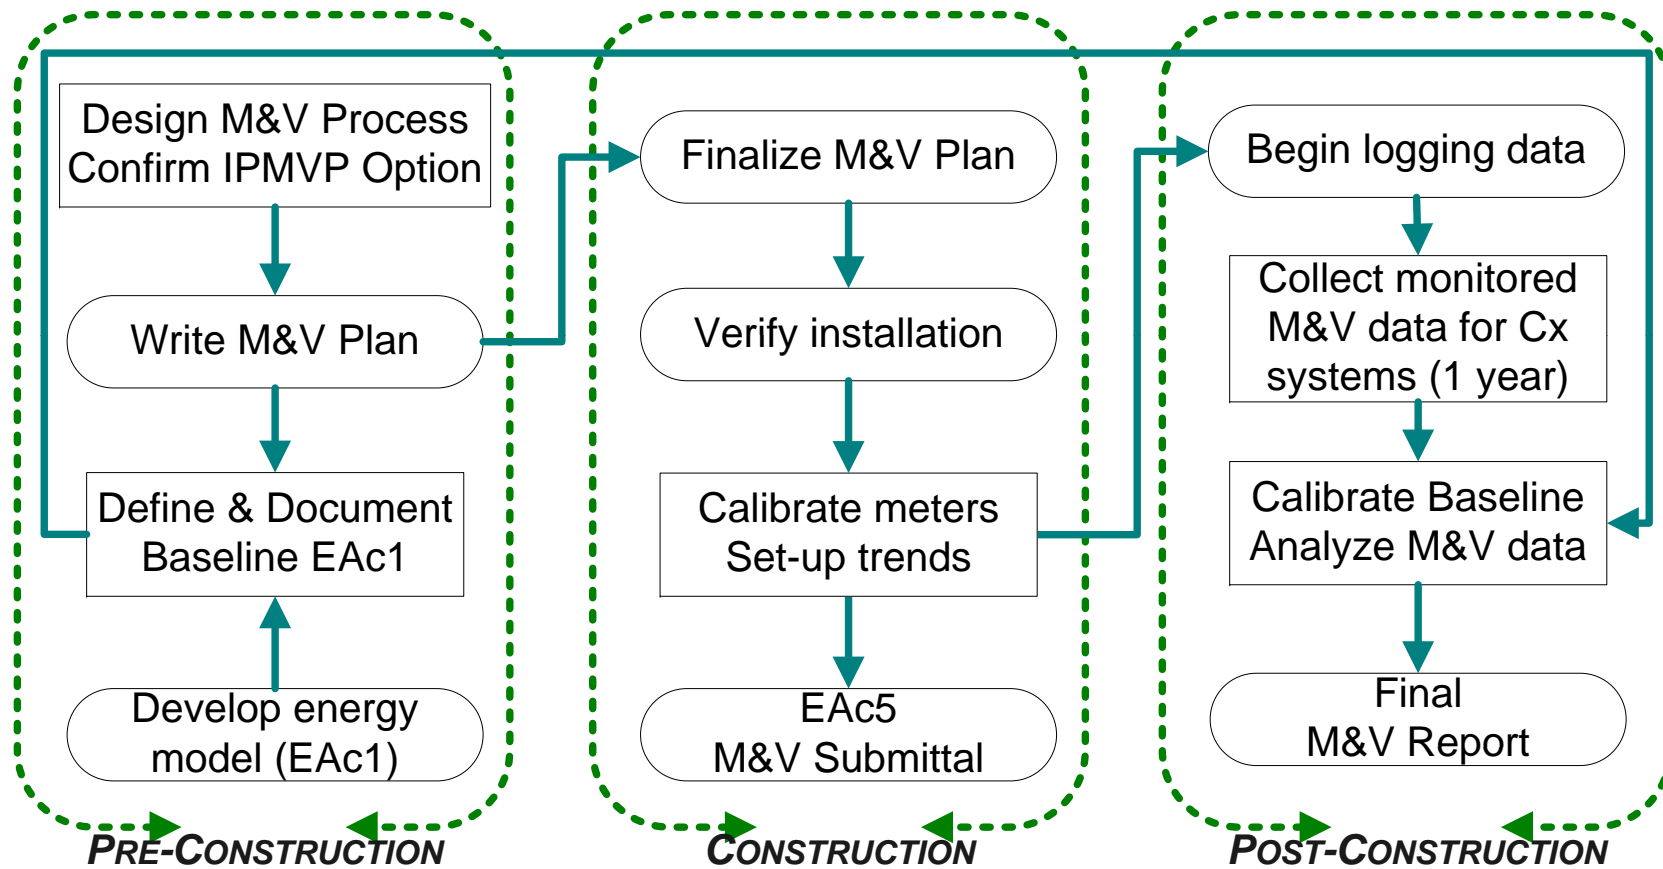 Design M&V Process
Confirm IPMVP Option
Write M&V Plan
Define & Document
Baseline EAc1
Develop energy
model (EAc1)
PRE-CONSTRUCTION
Finalize M&V Plan
Verify installation
Calibrate meters
Set-up trends
EAc5
M&V Submittal
CONSTRUCTION
Begin logging data
Collect monitored
M&V data for Cx
systems (1 year)
Calibrate Baseline
Analyze M&V data
Final
M&V Report
POST-CONSTRUCTION